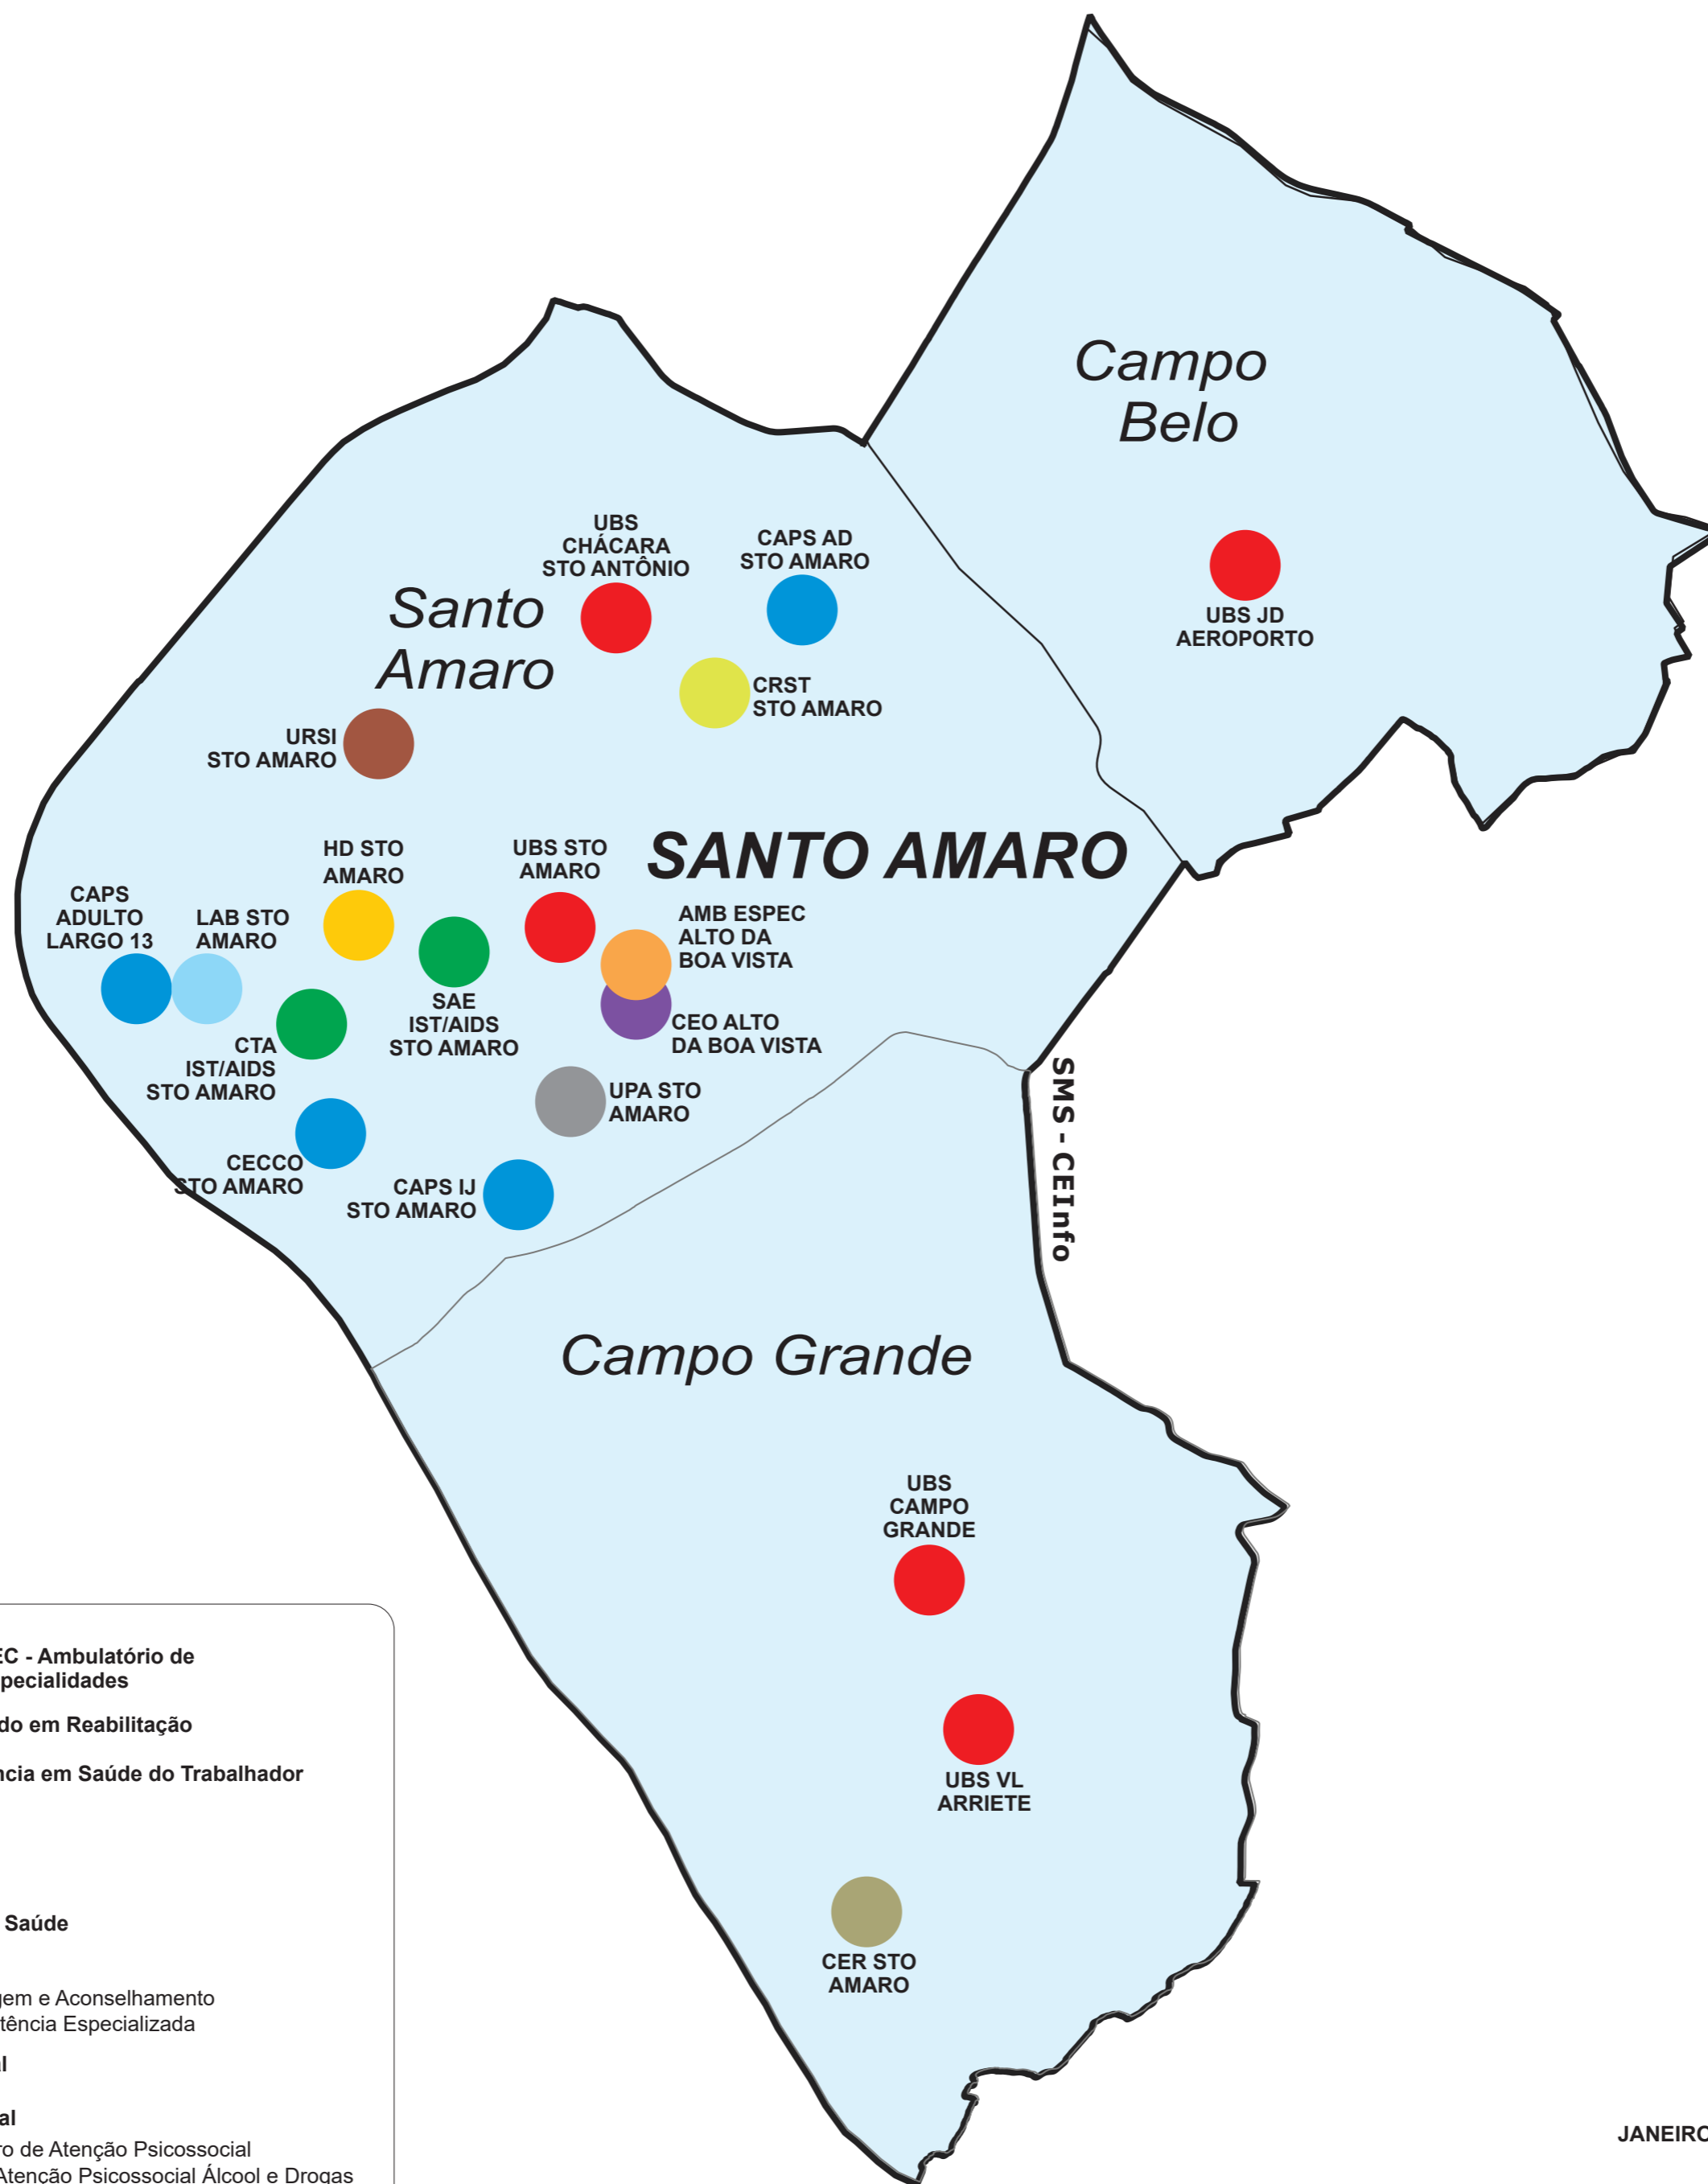 Campo
Belo
UBS
CHÁCARA
STO ANTÔNIO
CAPS AD
STO AMARO
UBS JD
AEROPORTO
Santo
Amaro
CRST
STO AMARO
URSI
STO AMARO
SANTO AMARO
HD STO
AMARO
UBS STO
AMARO
CAPS
ADULTO
LARGO 13
LAB STO
AMARO
AMB ESPEC
ALTO DA
BOA VISTA
SAE
IST/AIDS
STO AMARO
CEO ALTO
DA BOA VISTA
CTA
IST/AIDS
STO AMARO
UPA STO
AMARO
SMS - CEInfo
CECCO
STO AMARO
CAPS IJ
STO AMARO
Campo Grande
UBS
CAMPO
GRANDE
UBS VL
ARRIETE
CER STO
AMARO
EC - Ambulatório de
pecialidades
do em Reabilitação
ncia em Saúde do Trabalhador
Saúde
gem e Aconselhamento
tência Especializada
al
al
ro de Atenção Psicossocial
Atenção Psicossocial Álcool e Drogas
JANEIRO